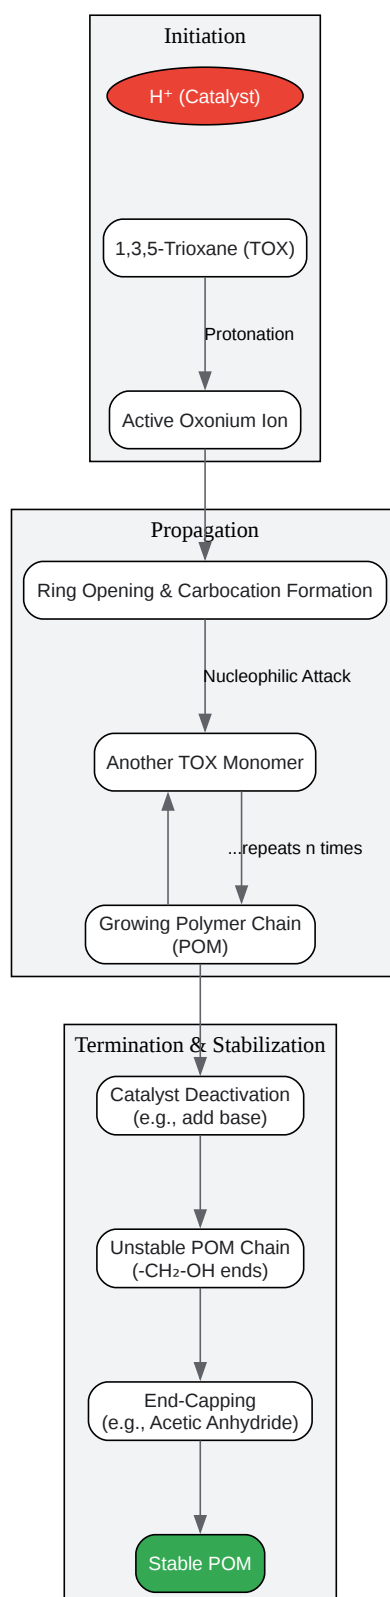 Initiation
H⁺ (Catalyst)
1,3,5-Trioxane (TOX)
Protonation
Active Oxonium Ion
Propagation
Ring Opening & Carbocation Formation
Nucleophilic Attack
Another TOX Monomer
...repeats n times
Growing Polymer Chain
(POM)
Termination & Stabilization
Catalyst Deactivation
(e.g., add base)
Unstable POM Chain
(-CH₂-OH ends)
End-Capping
(e.g., Acetic Anhydride)
Stable POM